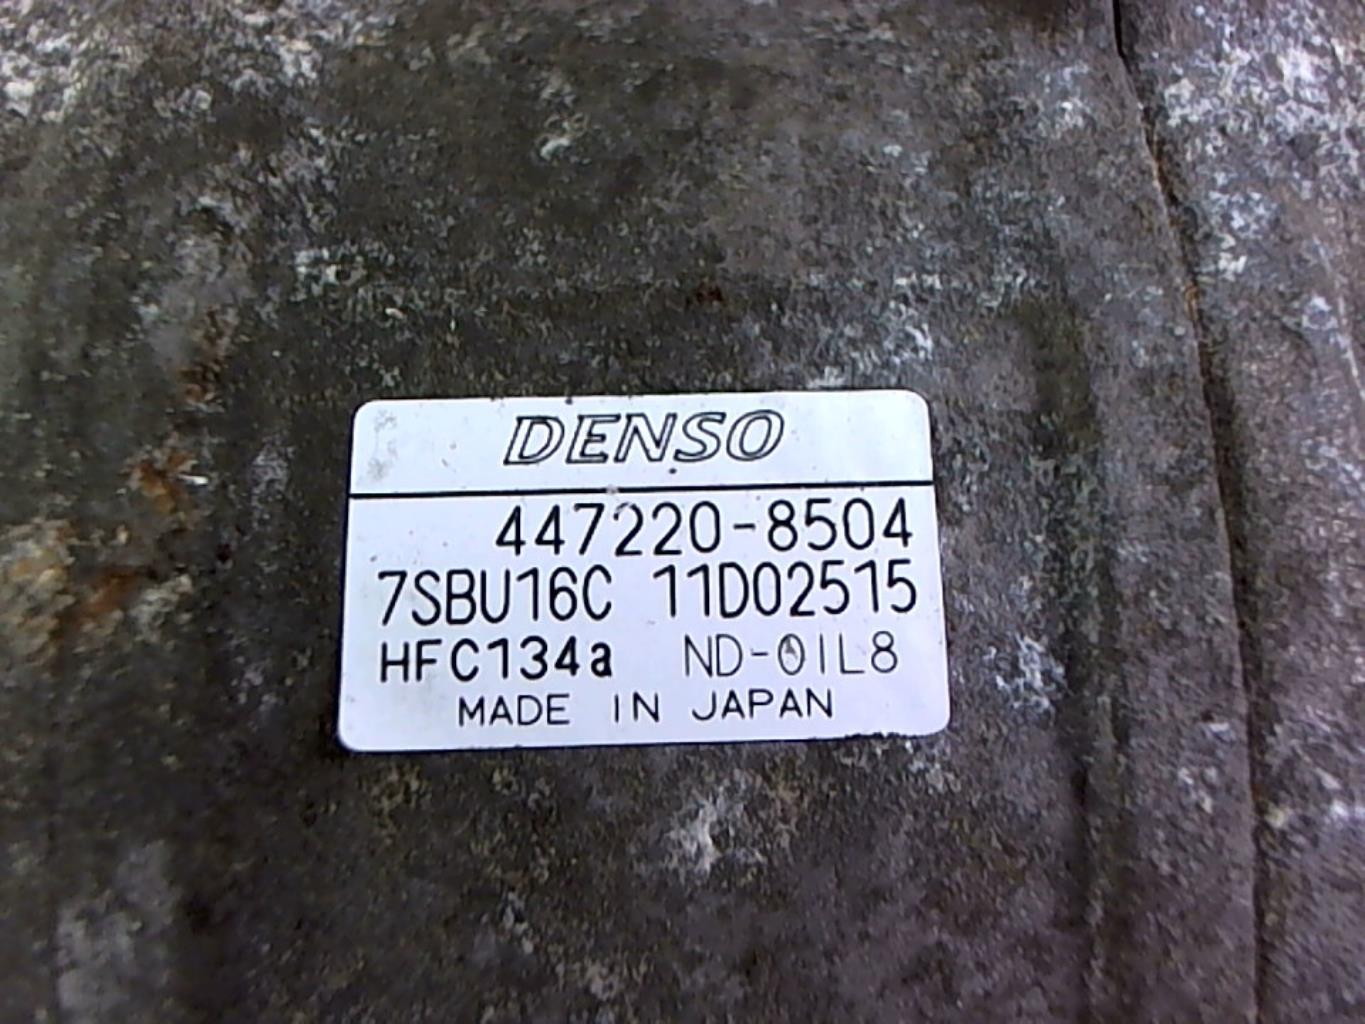 DENSO
447220-8504
7SBU16C 11D02515
HFC134a ND-OIL8
MADE IN JAPAN